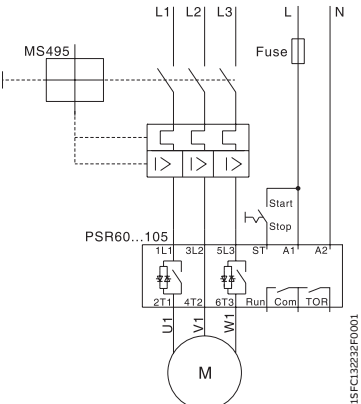 L1 L2 L3 L N
MS495
Fuse
I> I> I>
Start
Stop
PSR60...105
1L1 3L2 5L3 ST A1 A2
2T1 4T2 6T3 Run Com TOR
U1 V1 W1
M
1SFC132232F0001